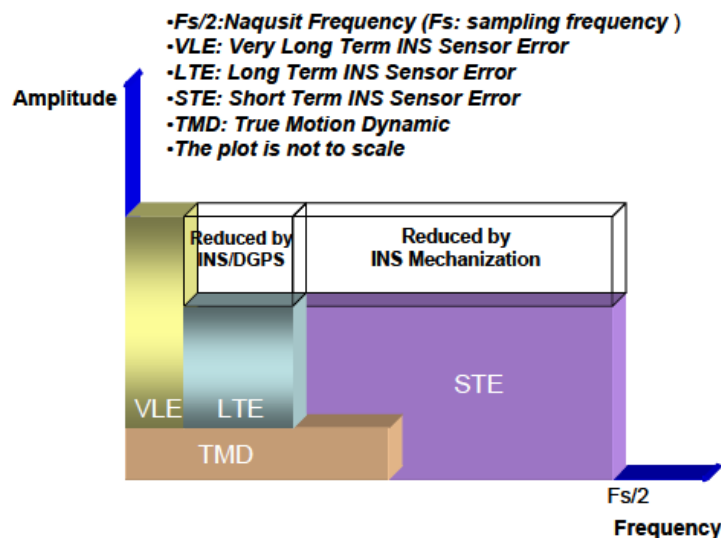 •Fs/2:Naqusit Frequency (Fs: sampling frequency )
•VLE: Very Long Term INS Sensor Error
•LTE: Long Term INS Sensor Error
•STE: Short Term INS Sensor Error
•TMD: True Motion Dynamic
•The plot is not to scale
Amplitude
Reduced by
INS/DGPS
Reduced by
INS Mechanization
VLE
LTE
STE
TMD
Fs/2
Frequency